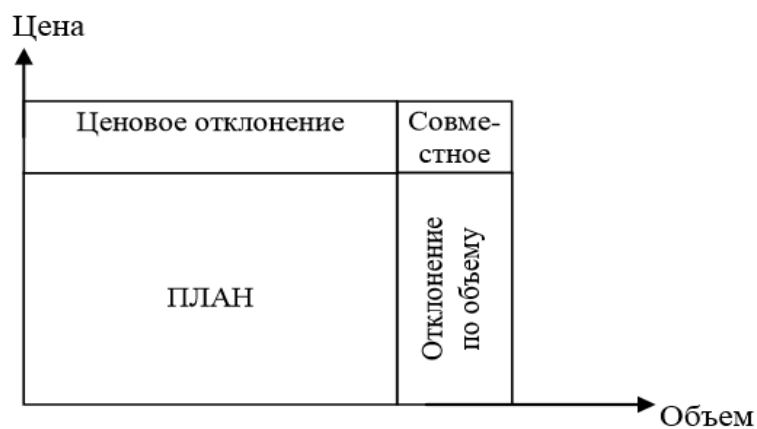 Цена
Ценовое отклонение
Совме-
стное
ПЛАН
Отклонение
по объему
Объем